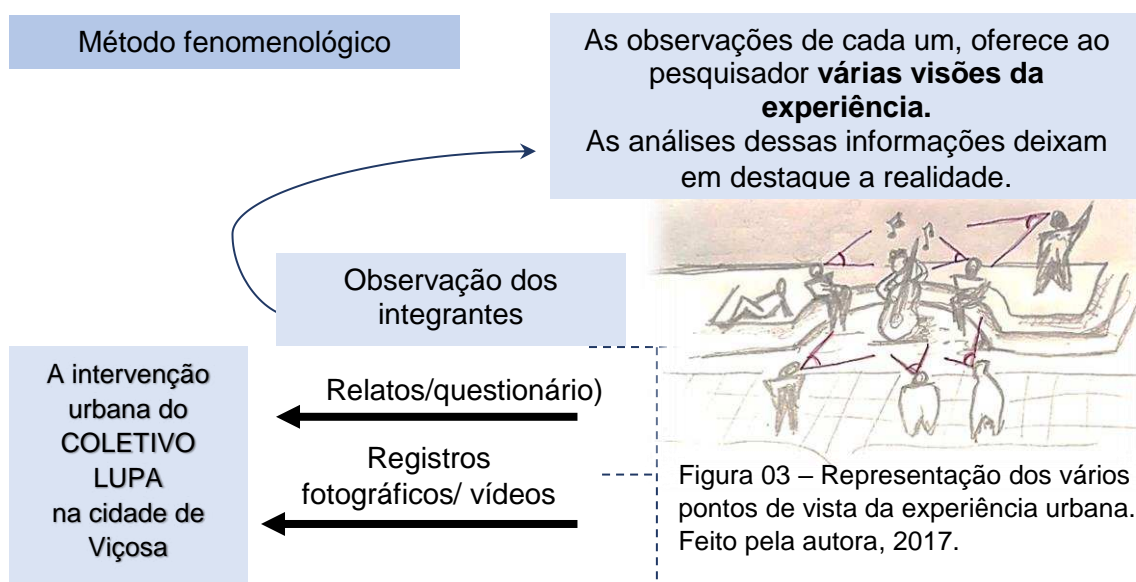 Método fenomenológico
As observações de cada um, oferece ao
pesquisador várias visões da
experiência.
As análises dessas informações deixam
em destaque a realidade.
Observação dos
integrantes
A intervenção
urbana do
COLETIVO
LUPA
na cidade de
Viçosa
Relatos/questionário)
Registros
fotográficos/ vídeos
Figura 03 – Representação dos vários
pontos de vista da experiência urbana.
Feito pela autora, 2017.